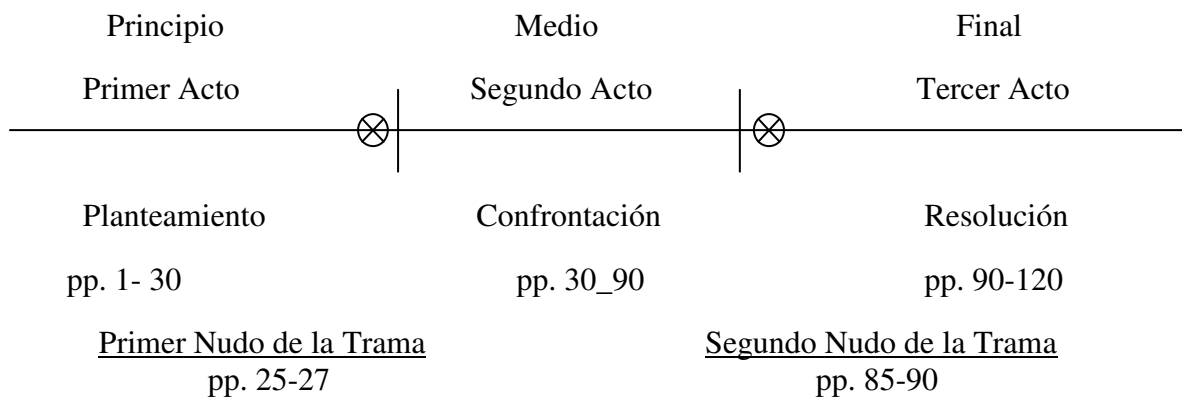 Principio Medio Final
Primer Acto Segundo Acto Tercer Acto
Planteamiento Confrontación Resolución
pp. 1- 30 pp. 30_90 pp. 90-120
Primer Nudo de la Trama Segundo Nudo de la Trama
pp. 25-27 pp. 85-90